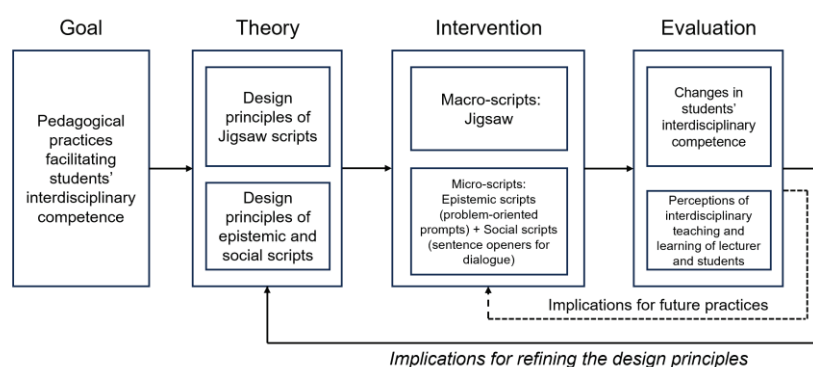 Goal
Theory
Intervention
Evaluation
Pedagogical
practices
facilitating
students'
interdisciplinary
competence
Design
principles of
Jigsaw scripts
Design
principles of
epistemic and
social scripts
Macro-scripts:
Jigsaw
Micro-scripts:
Epistemic scripts
(problem-oriented
prompts) + Social scripts
(sentence openers for
dialogue)
Changes in
students'
interdisciplinary
competence
Perceptions of
interdisciplinary
teaching and
learning of lecturer
and students
Implications for future practices
Implications for refining the design principles